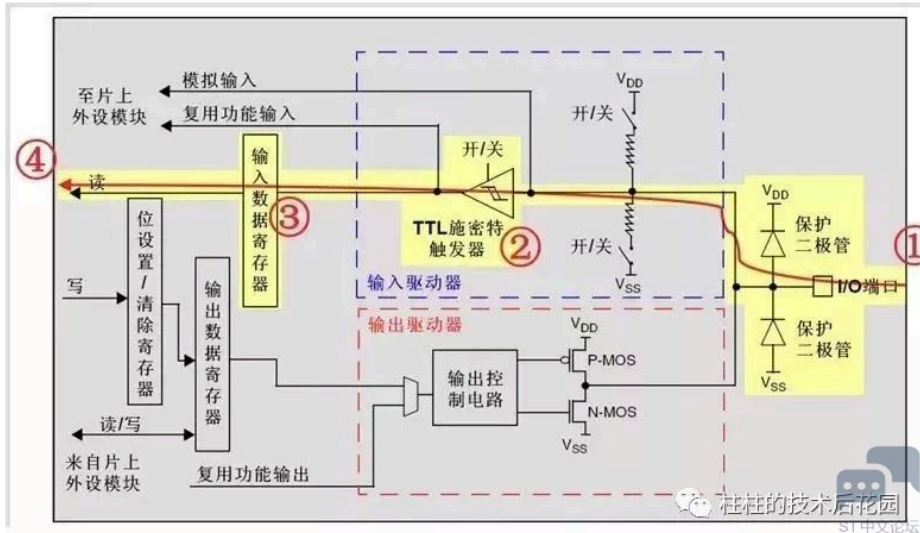 模拟输入
至片上
外设模块
复用功能输入
VDD
开/关
④
读
输
入
数
据
寄
存
器
③
开/关
TTL施密特
触发器
②
开/关
VSS
输入驱动器
VDD
保护
二极管
①
I/O端口
保护
二极管
VSS
写
位
设
置
/
清
除
寄
存
器
输
出
数
据
寄
存
器
输出驱动器
VDD
P-MOS
输出控
制电路
N-MOS
VSS
读/写
来自片上
外设模块
复用功能输出
柱柱的技术后花园
ST中文论坛